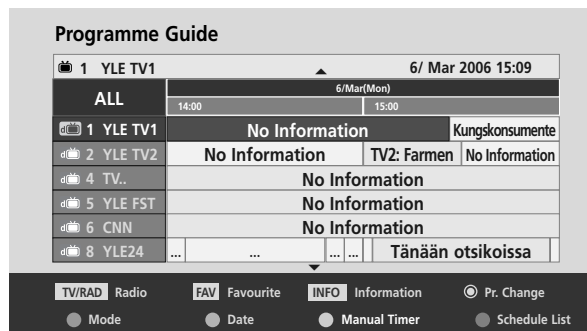 Programme Guide
1 YLE TV1 6/ Mar 2006 15:09
ALL 6/Mar(Mon)
14:00 15:00
d 1 YLE TV1 No Information Kungskonsumente
d 2 YLE TV2 No Information TV2: Farmen No Information
d 4 TV.. No Information
d 5 YLE FST No Information
d 6 CNN No Information
d 8 YLE24 ... ... ... ... Tänään otsikoissa
TV/RAD Radio FAV Favourite INFO Information Pr. Change
Mode Date Manual Timer Schedule List